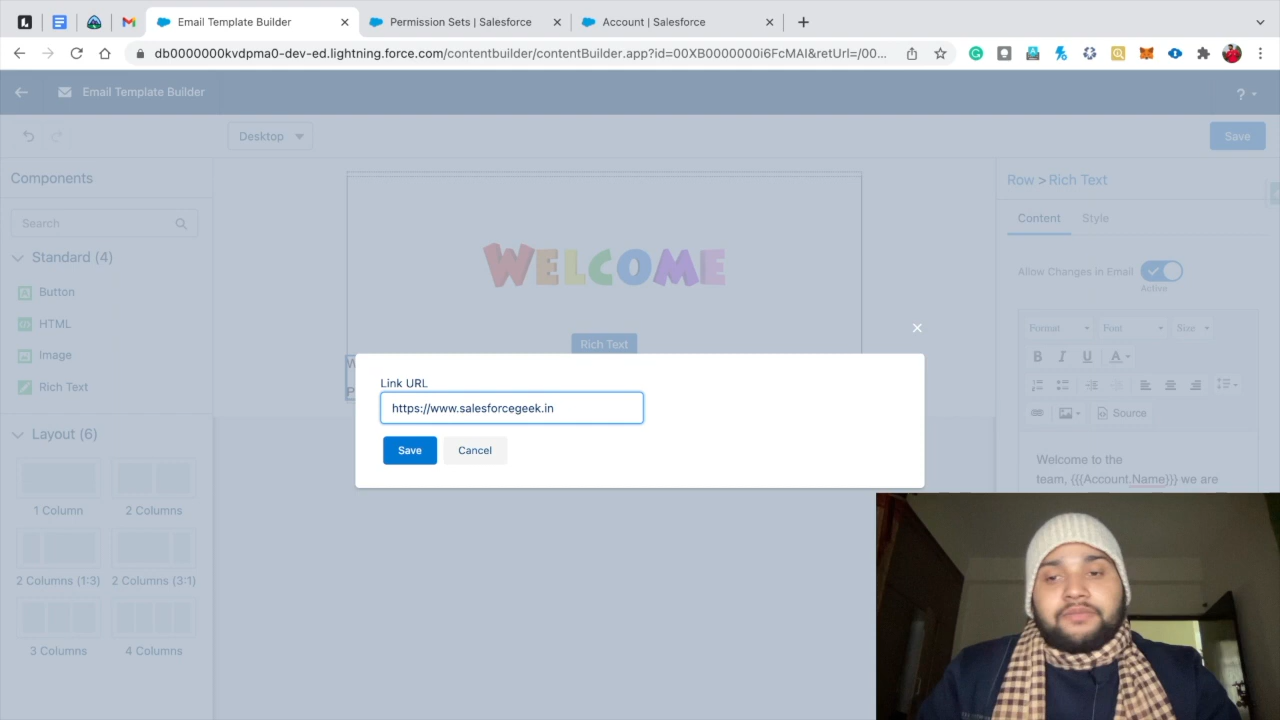 Email Template Builder
Permission Sets | Salesforce
Account | Salesforce
db0000000kvdpma0-dev-ed.lightning.force.com/contentbuilder/contentBuilder.app?id=00XB0000000i6FcMAI&retUrl=/00...
Email Template Builder
?
Desktop
Save
Components
Search
Standard (4)
Button
HTML
Image
Rich Text
Layout (6)
1 Column
2 Columns
2 Columns (1:3)
2 Columns (3:1)
3 Columns
4 Columns
WELCOME
Rich Text
Link URL
https://www.salesforcegeek.in
Save
Cancel
Row > Rich Text
Content
Style
Allow Changes in Email
Active
Format
Font
Size
B I U A
Source
Welcome to the
team, {{{Account.Name}}} we are